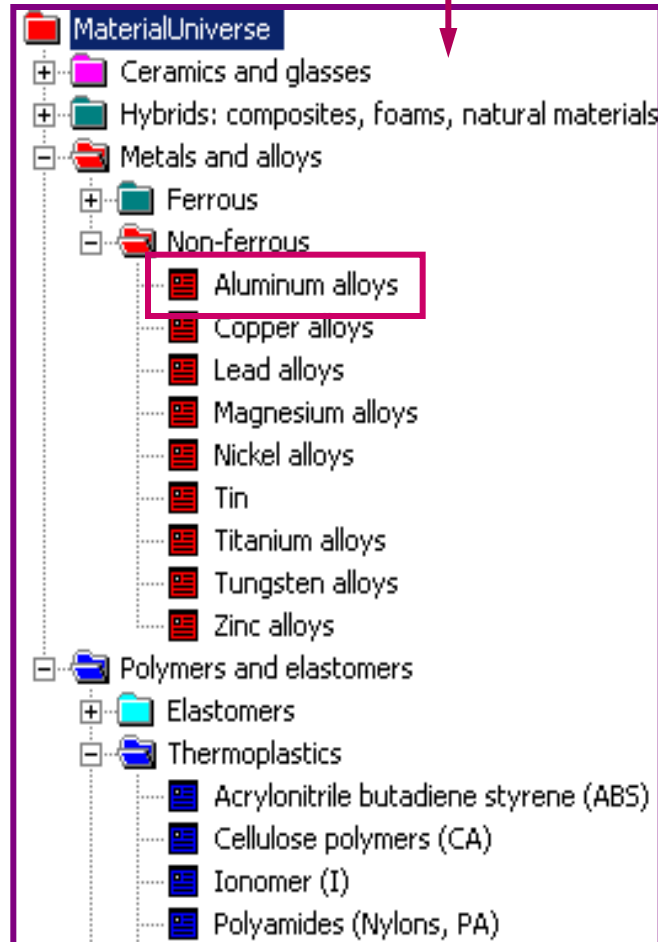 MaterialUniverse
Ceramics and glasses
Hybrids: composites, foams, natural materials
Metals and alloys
Ferrous
Non-ferrous
Aluminum alloys
Copper alloys
Lead alloys
Magnesium alloys
Nickel alloys
Tin
Titanium alloys
Tungsten alloys
Zinc alloys
Polymers and elastomers
Elastomers
Thermoplastics
Acrylonitrile butadiene styrene (ABS)
Cellulose polymers (CA)
Ionomer (I)
Polyamides (Nylons, PA)